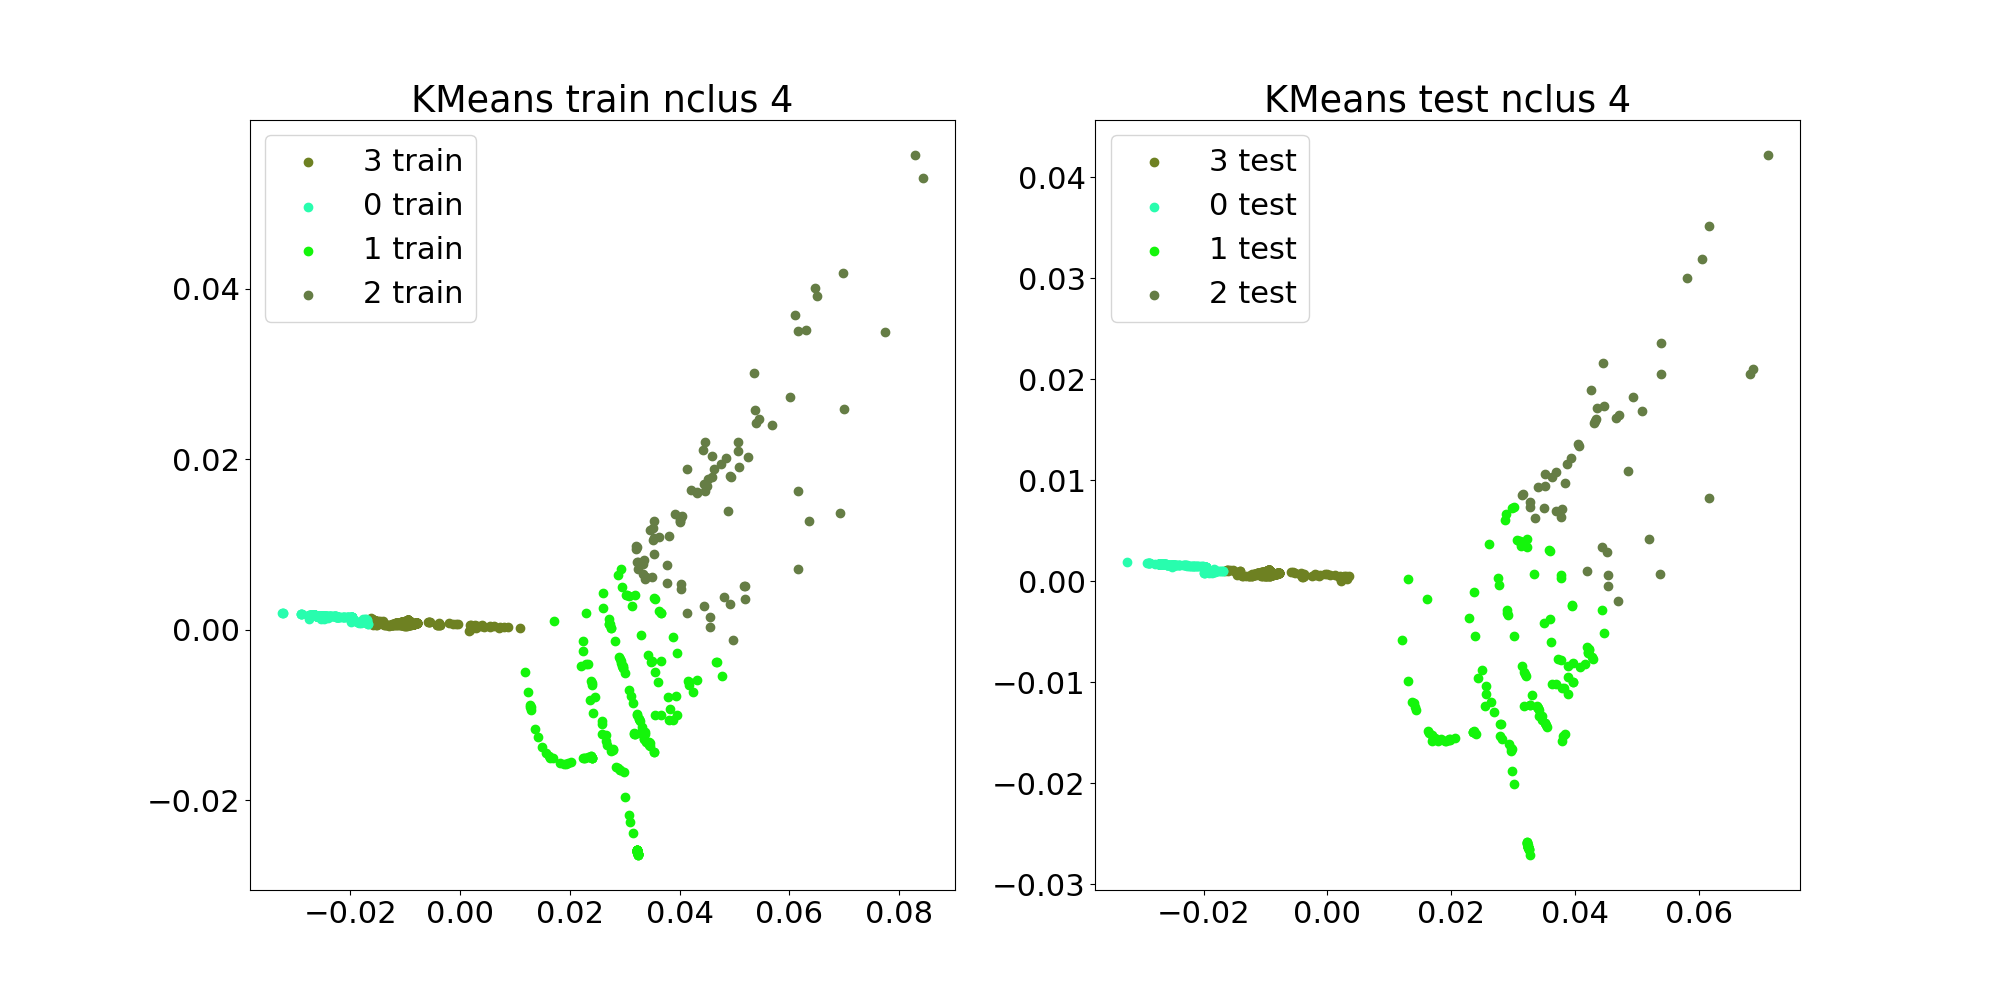 KMeans train nclus 4
3 train
0 train
1 train
2 train
0.04
0.02
0.00
−0.02
−0.02 0.00 0.02 0.04 0.06 0.08
KMeans test nclus 4
3 test
0 test
1 test
2 test
0.04
0.03
0.02
0.01
0.00
−0.01
−0.02
−0.03
−0.02 0.00 0.02 0.04 0.06